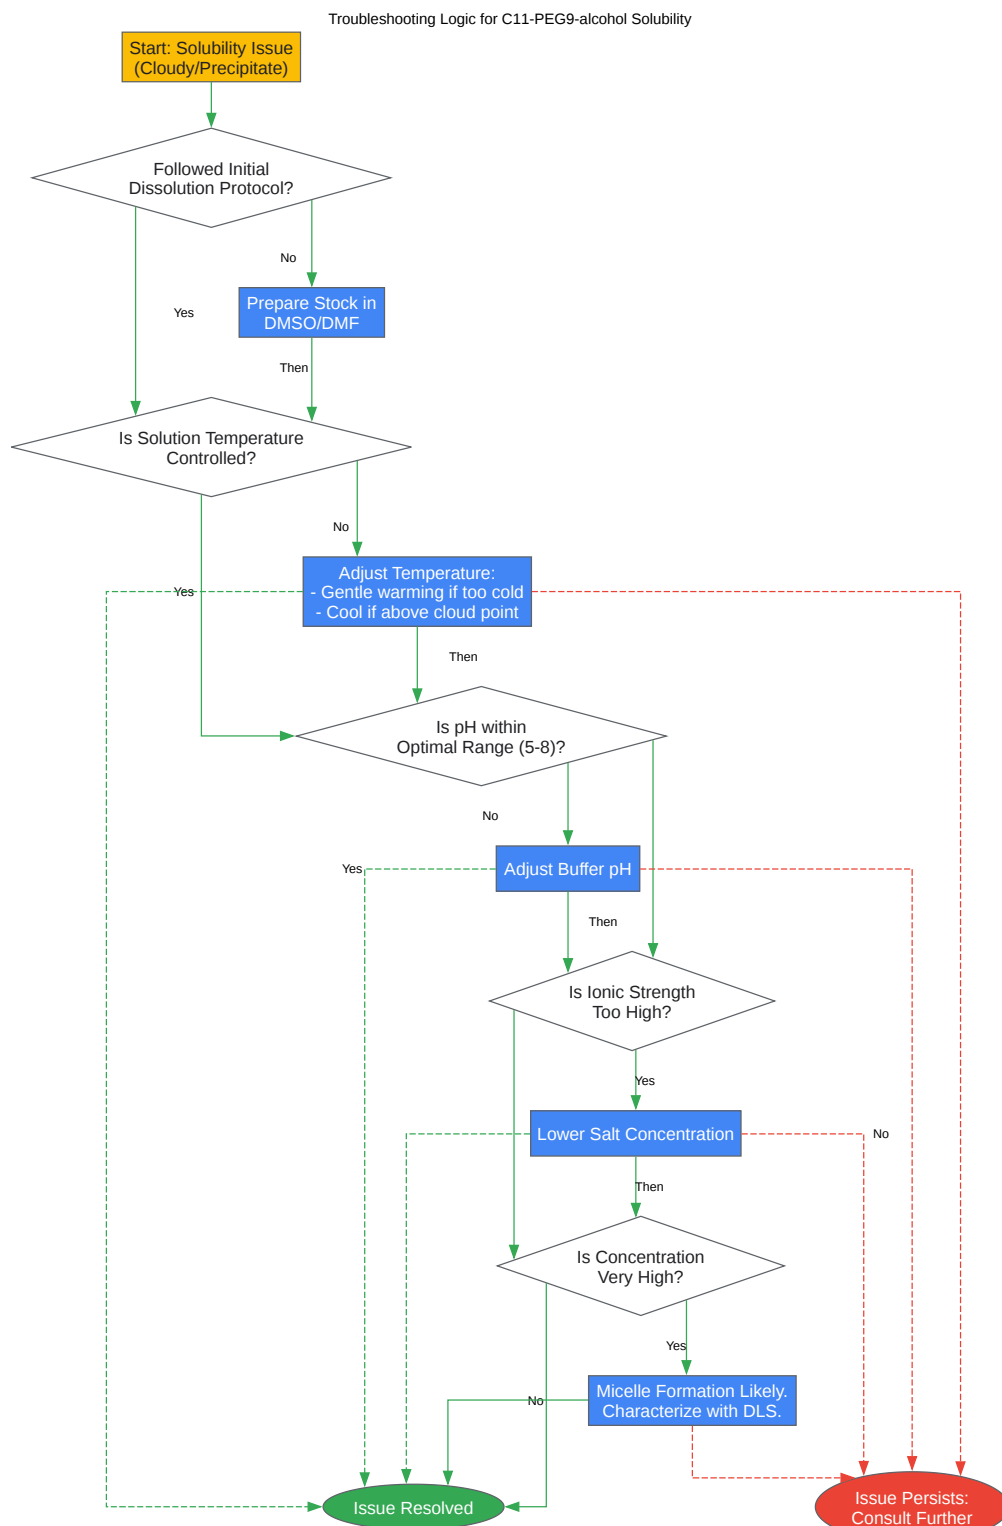 Troubleshooting Logic for C11-PEG9-alcohol Solubility
Start: Solubility Issue
(Cloudy/Precipitate)
Followed Initial
Dissolution Protocol?
No
Prepare Stock in
DMSO/DMF
Yes
Then
Is Solution Temperature
Controlled?
No
Adjust Temperature:
- Gentle warming if too cold
- Cool if above cloud point
Yes
Then
Is pH within
Optimal Range (5-8)?
No
Adjust Buffer pH
Yes
Then
Is Ionic Strength
Too High?
Yes
Lower Salt Concentration
No
Then
Is Concentration
Very High?
Yes
Micelle Formation Likely.
Characterize with DLS.
No
Issue Resolved
Issue Persists:
Consult Further